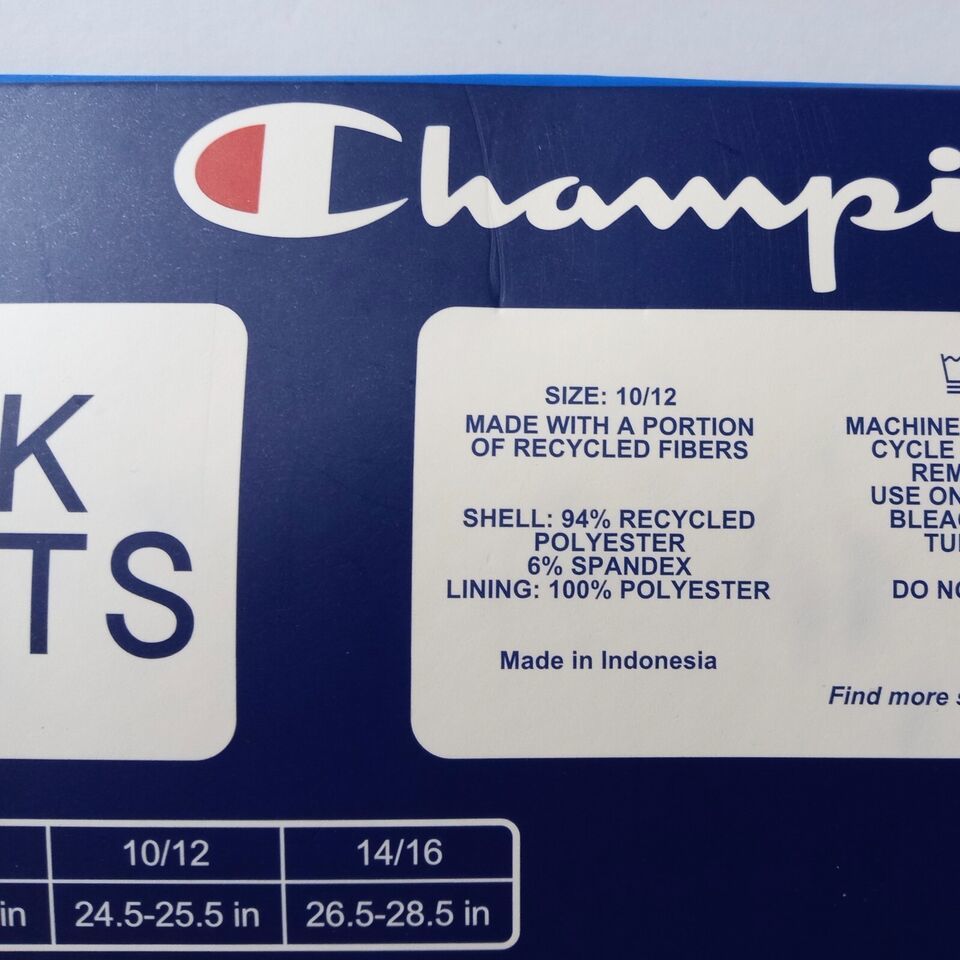 Champi
K
TS
SIZE: 10/12
MADE WITH A PORTION
OF RECYCLED FIBERS
SHELL: 94% RECYCLED
POLYESTER
6% SPANDEX
LINING: 100% POLYESTER
Made in Indonesia
MACHINE
CYCLE
REM
USE ON
BLEAC
TU
DO NO
Find more s
10/12 14/16
in 24.5-25.5 in 26.5-28.5 in